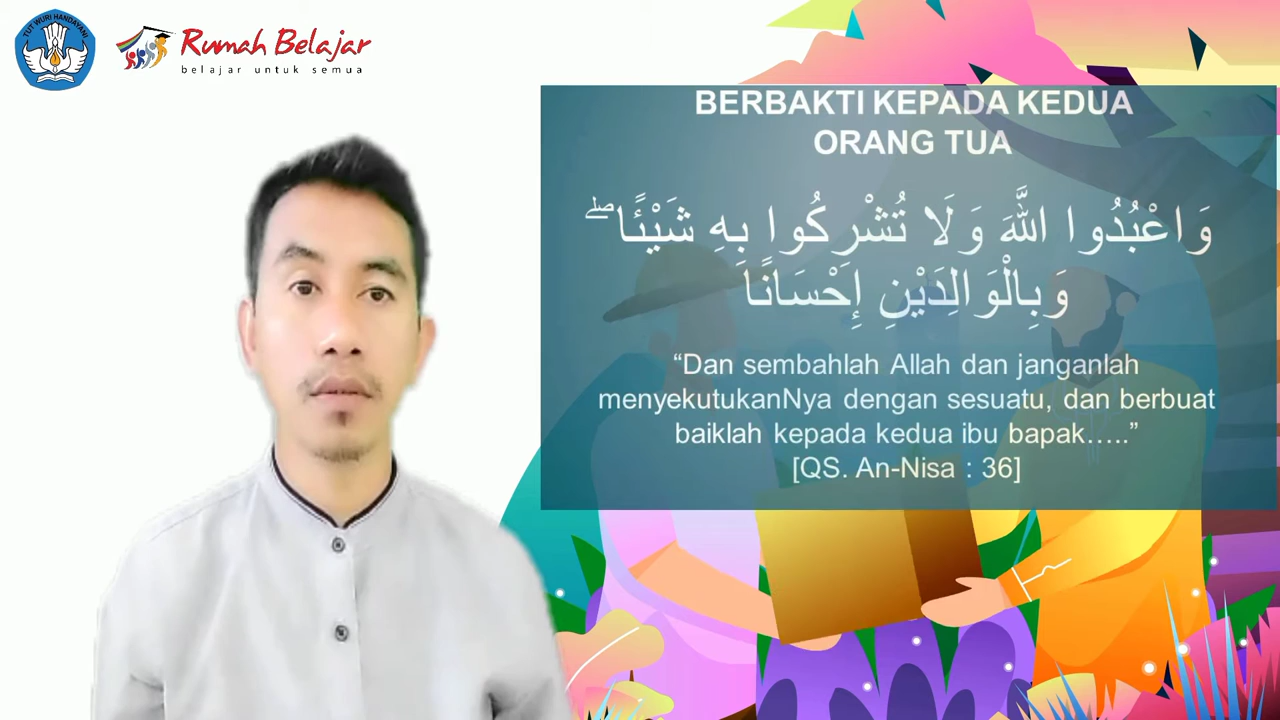 TUT WURI HANDAYANI
Rumah Belajar
belajar untuk semua
BERBAKTI KEPADA KEDUA
ORANG TUA
وَاعْبُدُوا اللَّهَ وَلَا تُشْرِكُوا بِهِ شَيْئًا ۖ
وَبِالْوَالِدَيْنِ إِحْسَانًا
“Dan sembahlah Allah dan janganlah
menyekutukanNya dengan sesuatu, dan berbuat
baiklah kepada kedua ibu bapak…..”
[QS. An-Nisa : 36]